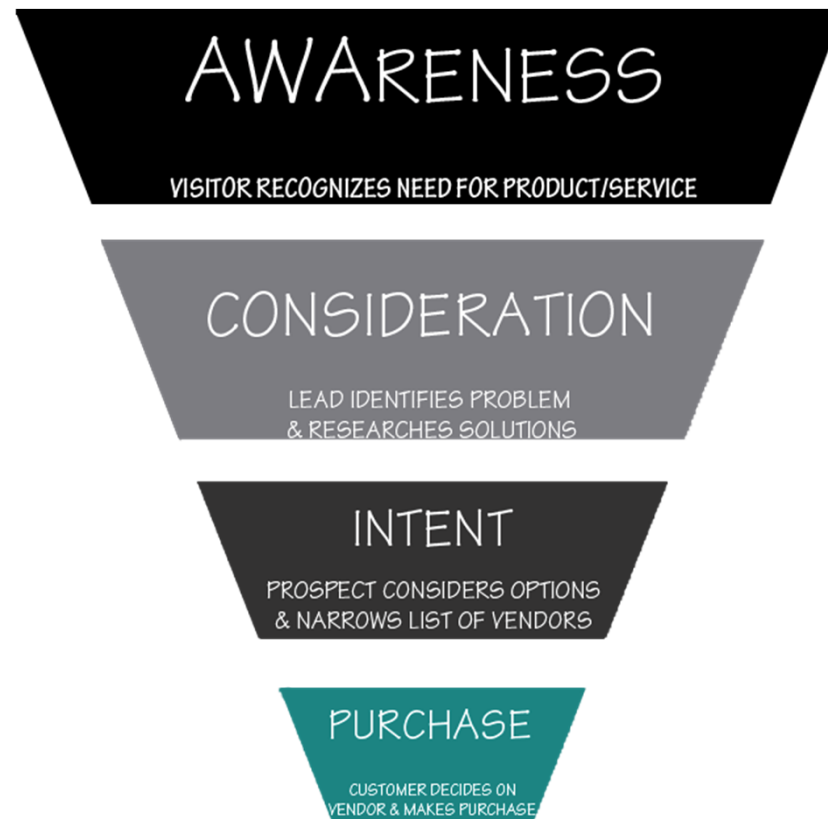 AWARENESS
VISITOR RECOGNIZES NEED FOR PRODUCT/SERVICE
CONSIDERATION
LEAD IDENTIFIES PROBLEM
& RESEARCHES SOLUTIONS
INTENT
PROSPECT CONSIDERS OPTIONS
& NARROWS LIST OF VENDORS
PURCHASE
CUSTOMER DECIDES ON
VENDOR & MAKES PURCHASE